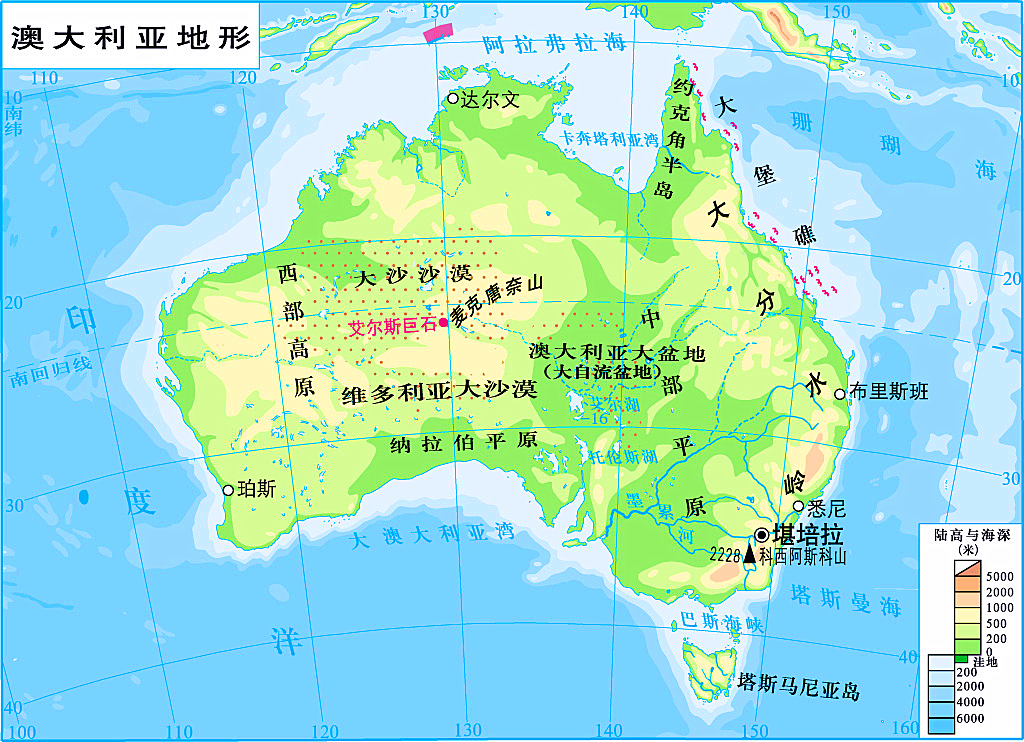 澳大利亚地形
130
140
150
110
120
10
南纬
10
阿拉弗拉海
达尔文
约克角半岛
卡奔塔利亚湾
大堡礁
珊瑚海
大分水岭
西部高原
大沙沙漠
麦克唐奈山
艾尔斯巨石
20
20
印度洋
南回归线
中部平原
澳大利亚大盆地
(大自流盆地)
维多利亚大沙漠
艾尔湖
-16
布里斯班
纳拉伯平原
托伦斯湖
30
30
珀斯
墨累河
悉尼
大澳大利亚湾
堪培拉
2228
科西阿斯科山
塔斯曼海
巴斯海峡
塔斯马尼亚岛
40
40
100
110
120
130
140
150
160
陆高与海深
(米)
5000
2000
1000
500
200
0
洼地
200
2000
4000
6000